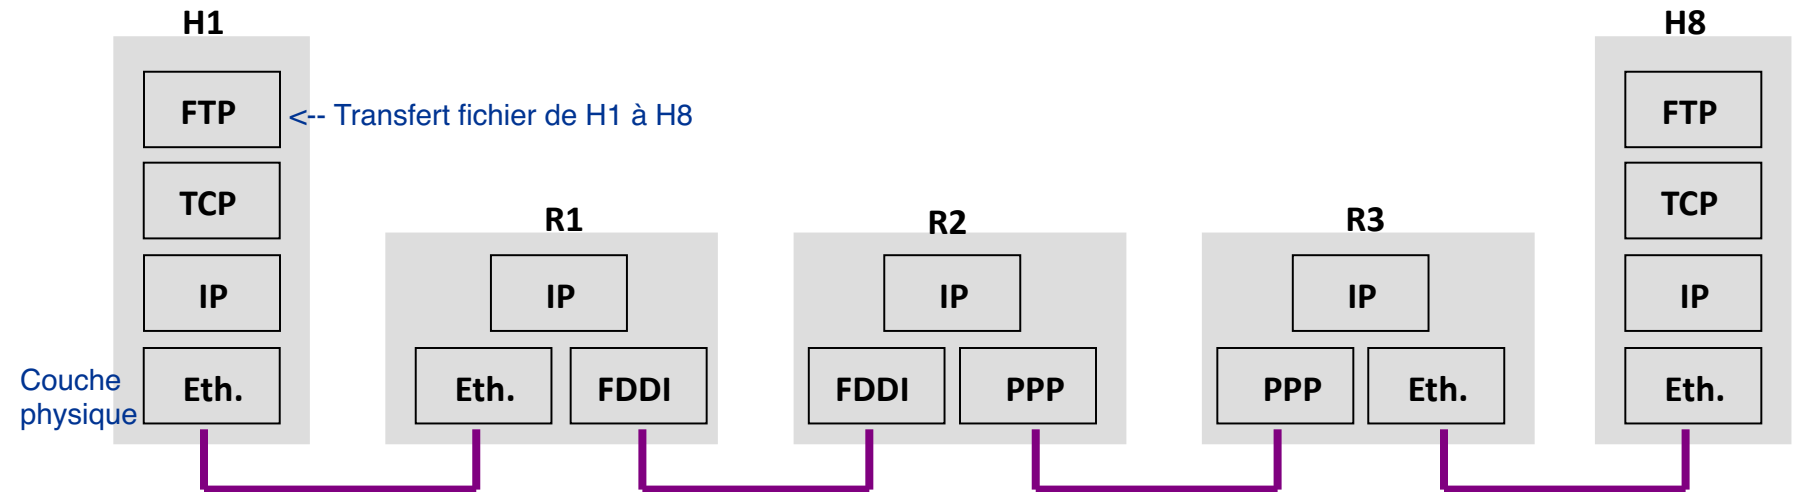 H1
H8
FTP
<-- Transfert fichier de H1 à H8
FTP
TCP
TCP
R1
R2
R3
IP
IP
IP
IP
IP
Couche
physique
Eth.
Eth.
FDDI
FDDI
PPP
PPP
Eth.
Eth.